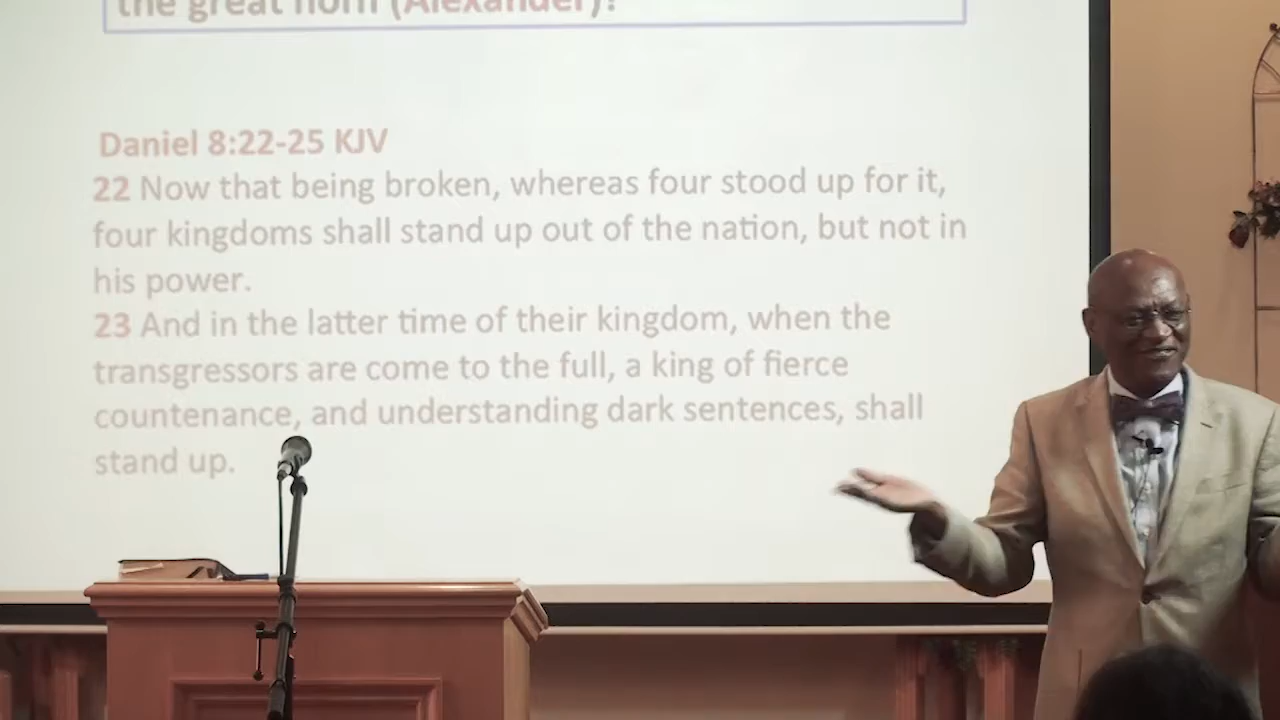 the great horn (Alexander)?
Daniel 8:22-25 KJV
22 Now that being broken, whereas four stood up for it,
four kingdoms shall stand up out of the nation, but not in
his power.
23 And in the latter time of their kingdom, when the
transgressors are come to the full, a king of fierce
countenance, and understanding dark sentences, shall
stand up.